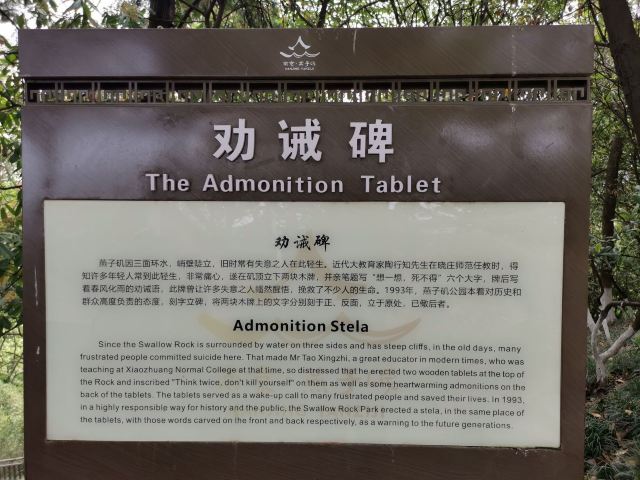 南京·燕子矶
NANJING YANZIJI
劝诫碑
The Admonition Tablet
劝诫碑
燕子矶因三面环水，峭壁陡立，旧时常有失意之人在此轻生。近代大教育家陶行知先生在晓庄师范任教时，得
知许多年轻人常到此轻生，非常痛心，遂在矶顶立下两块木牌，并亲笔题写“想一想，死不得”六个大字，牌后写
着春风化雨的劝诫语，此牌曾让许多失意之人幡然醒悟，挽救了不少人的生命。1993年，燕子矶公园本着对历史和
群众高度负责的态度，刻字立碑，将两块木牌上的文字分别刻于正、反面，立于原处，已儆后者。
Admonition Stela
Since the Swallow Rock is surrounded by water on three sides and has steep cliffs, in the old days, many
frustrated people committed suicide here. That made Mr Tao Xingzhi, a great educator in modern times, who was
teaching at Xiaozhuang Normal College at that time, so distressed that he erected two wooden tablets at the top of
the Rock and inscribed "Think twice, don't kill yourself" on them as well as some heartwarming admonitions on the
back of the tablets. The tablets served as a wake-up call to many frustrated people and saved their lives. In 1993,
in a highly responsible way for history and the public, the Swallow Rock Park erected a stela, in the same place of
the tablets, with those words carved on the front and back respectively, as a warning to the future generations.